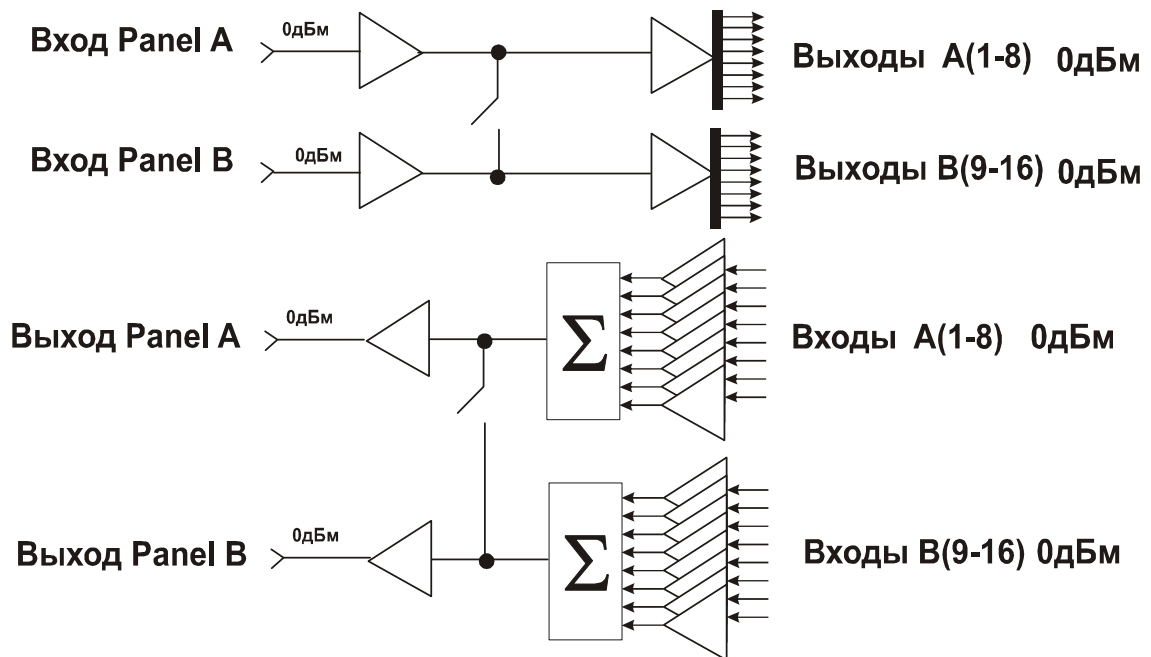 Вход Panel A 0дБм Выходы A(1-8) 0дБм
Вход Panel B 0дБм Выходы B(9-16) 0дБм
Выход Panel A 0дБм Σ Входы A(1-8) 0дБм
Выход Panel B 0дБм Σ Входы B(9-16) 0дБм